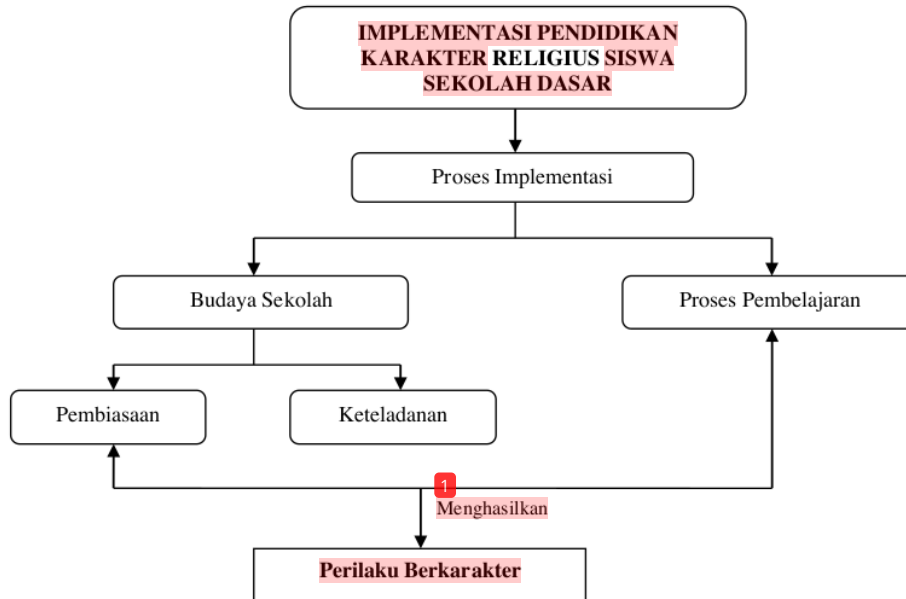 IMPLEMENTASI PENDIDIKAN
KARAKTER RELIGIUS SISWA
SEKOLAH DASAR
Proses Implementasi
Budaya Sekolah
Proses Pembelajaran
Pembiasaan
Keteladanan
1
Menghasilkan
Perilaku Berkarakter